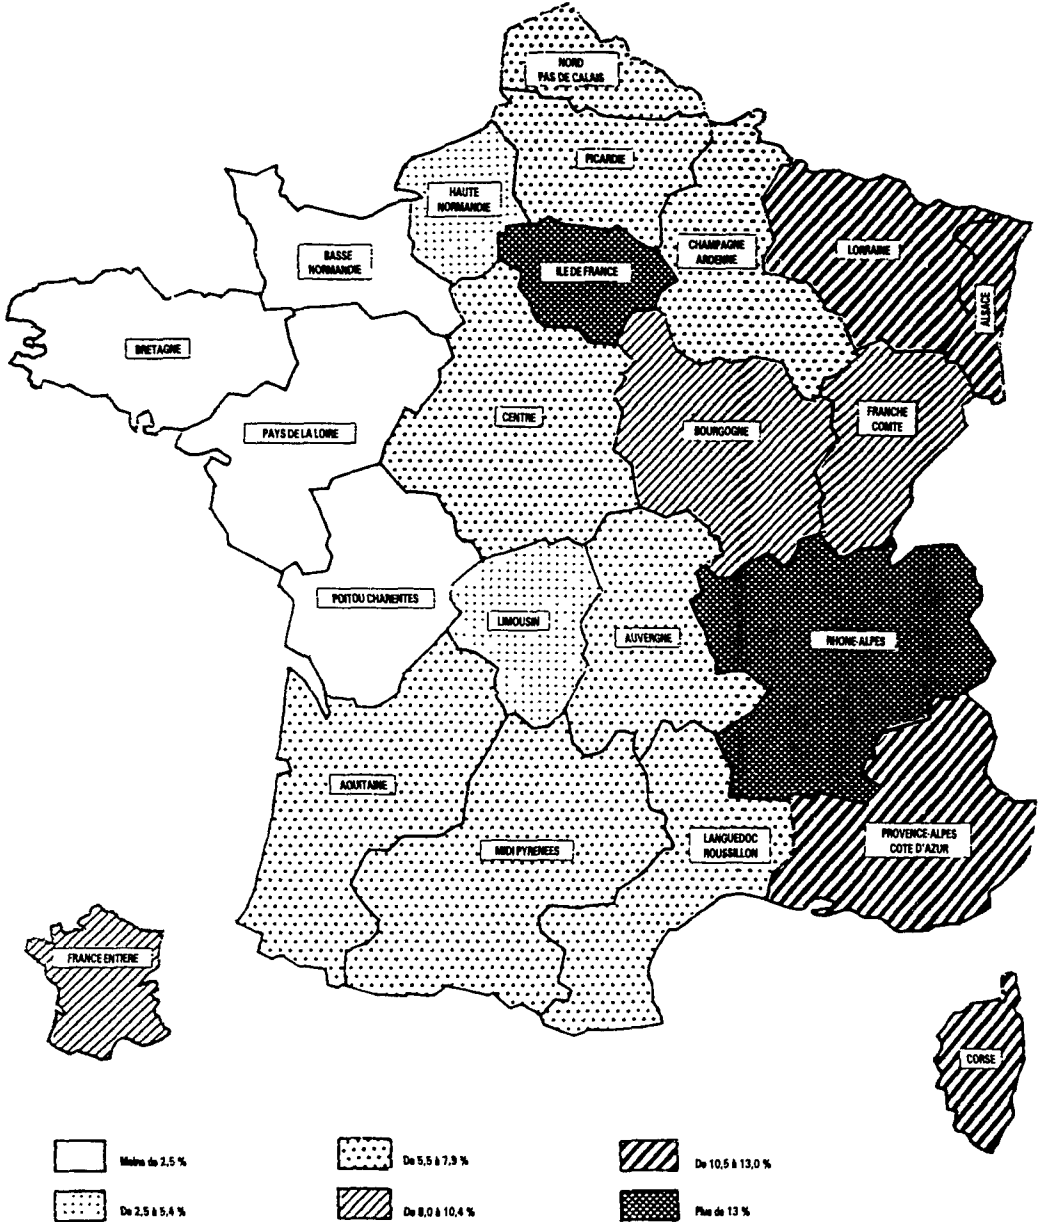 NORD
PAS DE CALAIS
PICARDIE
HAUTE
NORMANDIE
BASSE
NORMANDIE
ILE DE FRANCE
CHAMPAGNE
ARDENNE
LORRAINE
ALSACE
BRETAGNE
PAYS DE LA LOIRE
CENTRE
BOURGOGNE
FRANCHE
COMTE
POITOU CHARENTES
LIMOUSIN
AUVERGNE
RHONE-ALPES
AQUITAINE
MIDI PYRENEES
LANGUEDOC
ROUSSILLON
PROVENCE-ALPES
COTE D'AZUR
FRANCE ENTIERE
CORSE
Moins de 2,5 %
De 5,5 à 7,9 %
De 10,5 à 13,0 %
De 2,5 à 5,4 %
De 8,0 à 10,4 %
Plus de 13 %